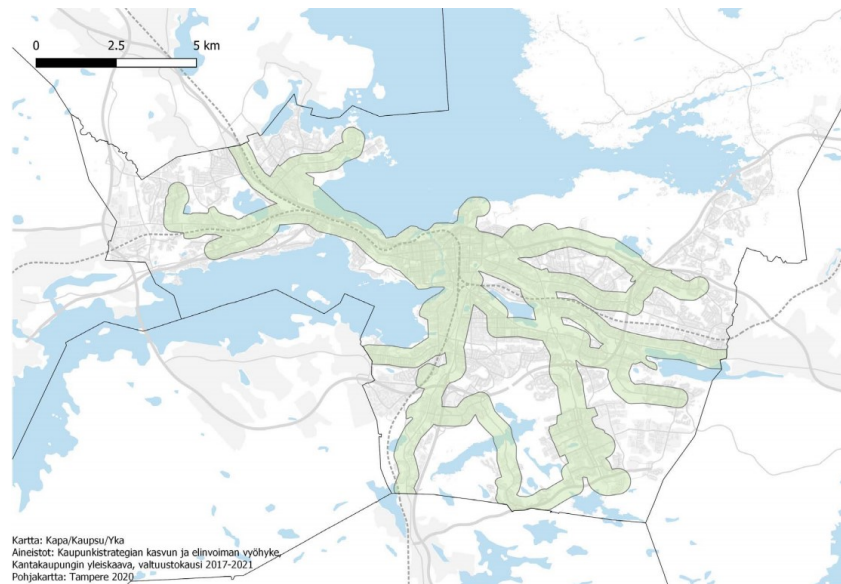 0 2.5 5 km
Kartta: Kapa/Kaupsu/Yka
Aineistot: Kaupunkistrategian kasvun ja elinvoiman vyöhyke,
Kantakaupungin yleiskaava, valtuustokausi 2017-2021
Pohjakartta: Tampere 2020